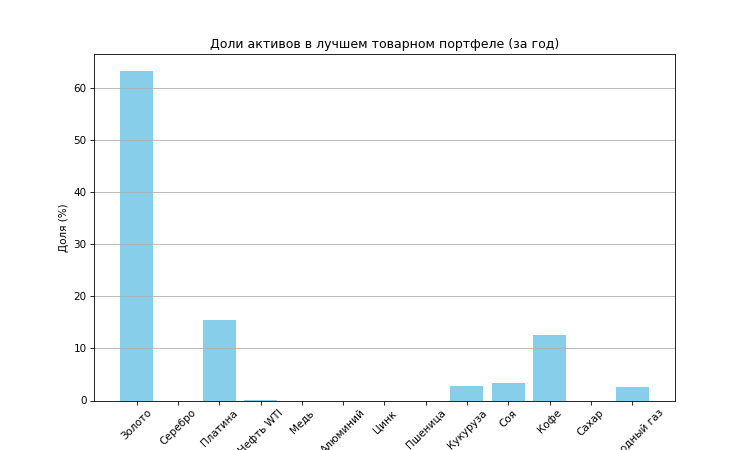 Доли активов в лучшем товарном портфеле (за год)
Доля (%)
60
50
40
30
20
10
0
Золото
Серебро
Платина
Нефть WTI
Медь
Алюминий
Цинк
Пшеница
Кукуруза
Соя
Кофе
Сахар
одный газ